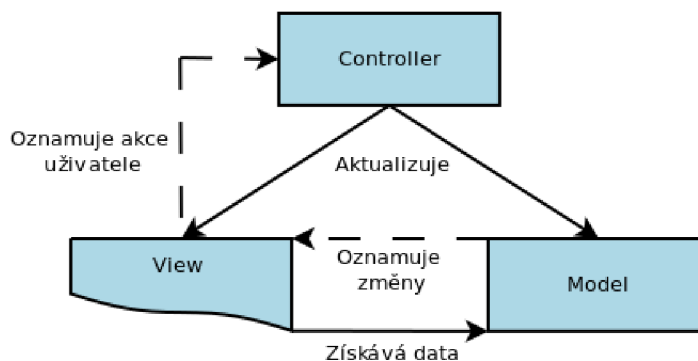 Controller
Oznamuje akce
uživatele
Aktualizuje
View
Oznamuje
změny
Model
Získává data